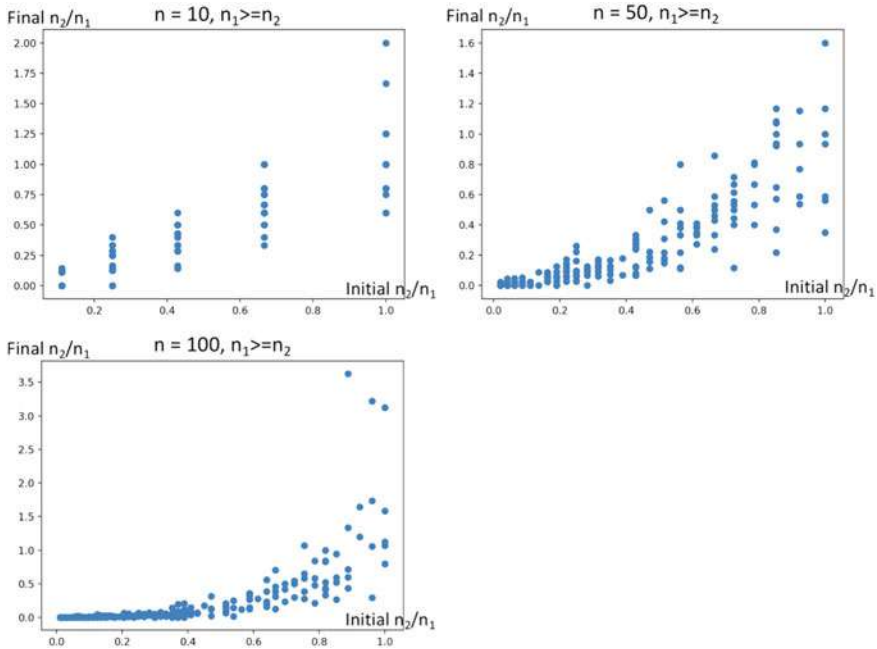 Final n₂/n₁
n = 10, n₁>=n₂
2.00
1.75
1.50
1.25
1.00
0.75
0.50
0.25
0.00
Initial n₂/n₁
0.2 0.4 0.6 0.8 1.0
Final n₂/n₁
n = 50, n₁>=n₂
1.6
1.4
1.2
1.0
0.8
0.6
0.4
0.2
0.0
Initial n₂/n₁
0.0 0.2 0.4 0.6 0.8 1.0
Final n₂/n₁
n = 100, n₁>=n₂
3.5
3.0
2.5
2.0
1.5
1.0
0.5
0.0
Initial n₂/n₁
0.0 0.2 0.4 0.6 0.8 1.0